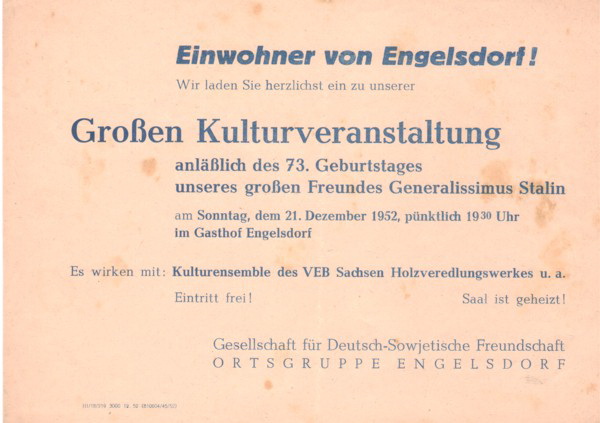 Einwohner von Engelsdorf!
Wir laden Sie herzlichst ein zu unserer
Großen Kulturveranstaltung
anläßlich des 73. Geburtstages
unseres großen Freundes Generalissimus Stalin
am Sonntag, dem 21. Dezember 1952, pünktlich 19 30 Uhr
im Gasthof Engelsdorf
Es wirken mit: Kulturensemble des VEB Sachsen Holzveredlungswerkes u. a.
Eintritt frei! Saal ist geheizt!
Gesellschaft für Deutsch-Sowjetische Freundschaft
ORTSGRUPPE ENGELSDORF